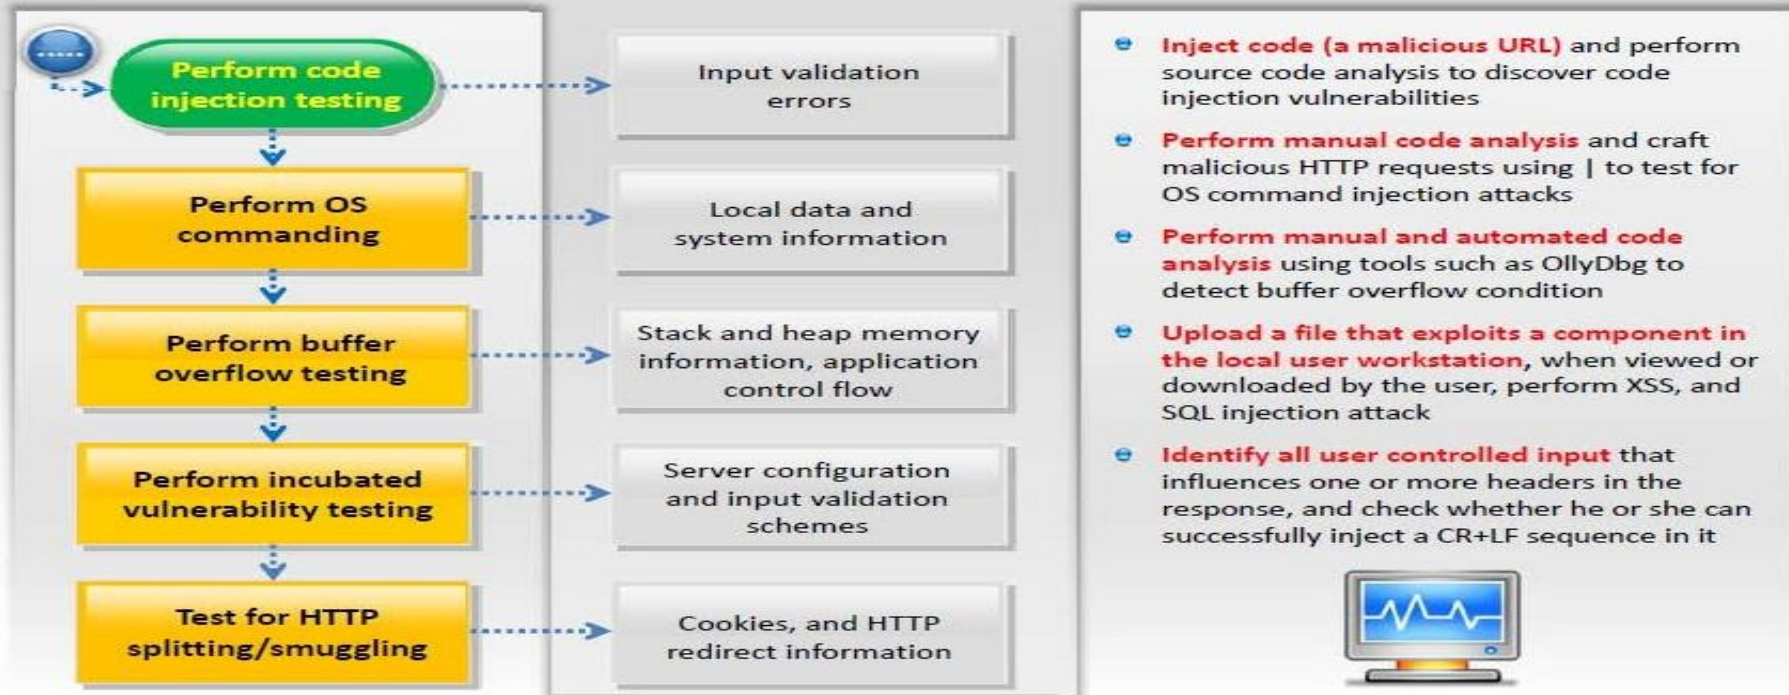 Perform code
injection testing
Input validation
errors
Perform OS
commanding
Local data and
system information
Perform buffer
overflow testing
Stack and heap memory
information, application
control flow
Perform incubated
vulnerability testing
Server configuration
and input validation
schemes
Test for HTTP
splitting/smuggling
Cookies, and HTTP
redirect information
Inject code (a malicious URL) and perform
source code analysis to discover code
injection vulnerabilities
Perform manual code analysis and craft
malicious HTTP requests using | to test for
OS command injection attacks
Perform manual and automated code
analysis using tools such as OllyDbg to
detect buffer overflow condition
Upload a file that exploits a component in
the local user workstation, when viewed or
downloaded by the user, perform XSS, and
SQL injection attack
Identify all user controlled input that
influences one or more headers in the
response, and check whether he or she can
successfully inject a CR+LF sequence in it